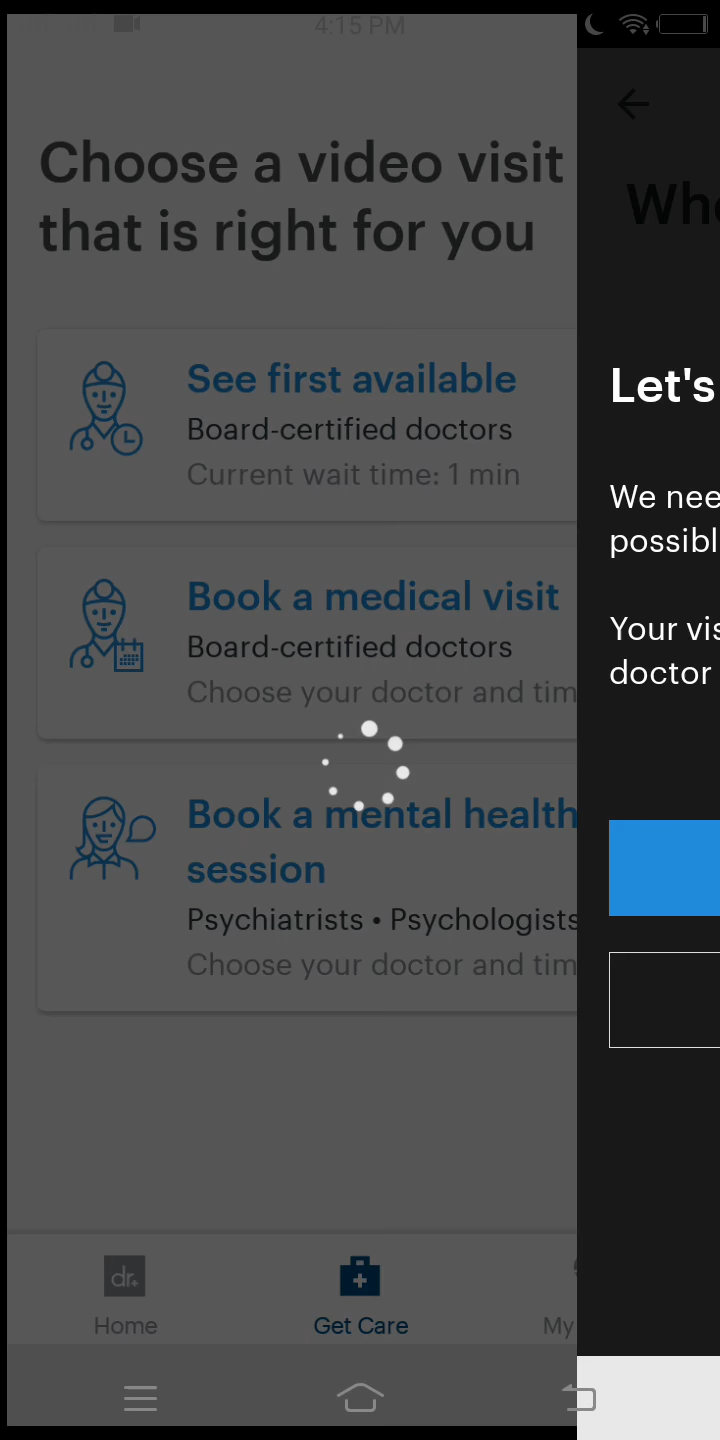 4:15 PM
Choose a video visit
that is right for you
See first available
Board-certified doctors
Current wait time: 1 min
Book a medical visit
Board-certified doctors
Choose your doctor and tim
Book a mental health
session
Psychiatrists • Psychologists
Choose your doctor and tim
dr+
Home
Get Care
My
Let's
We nee
possibl
Your vis
doctor